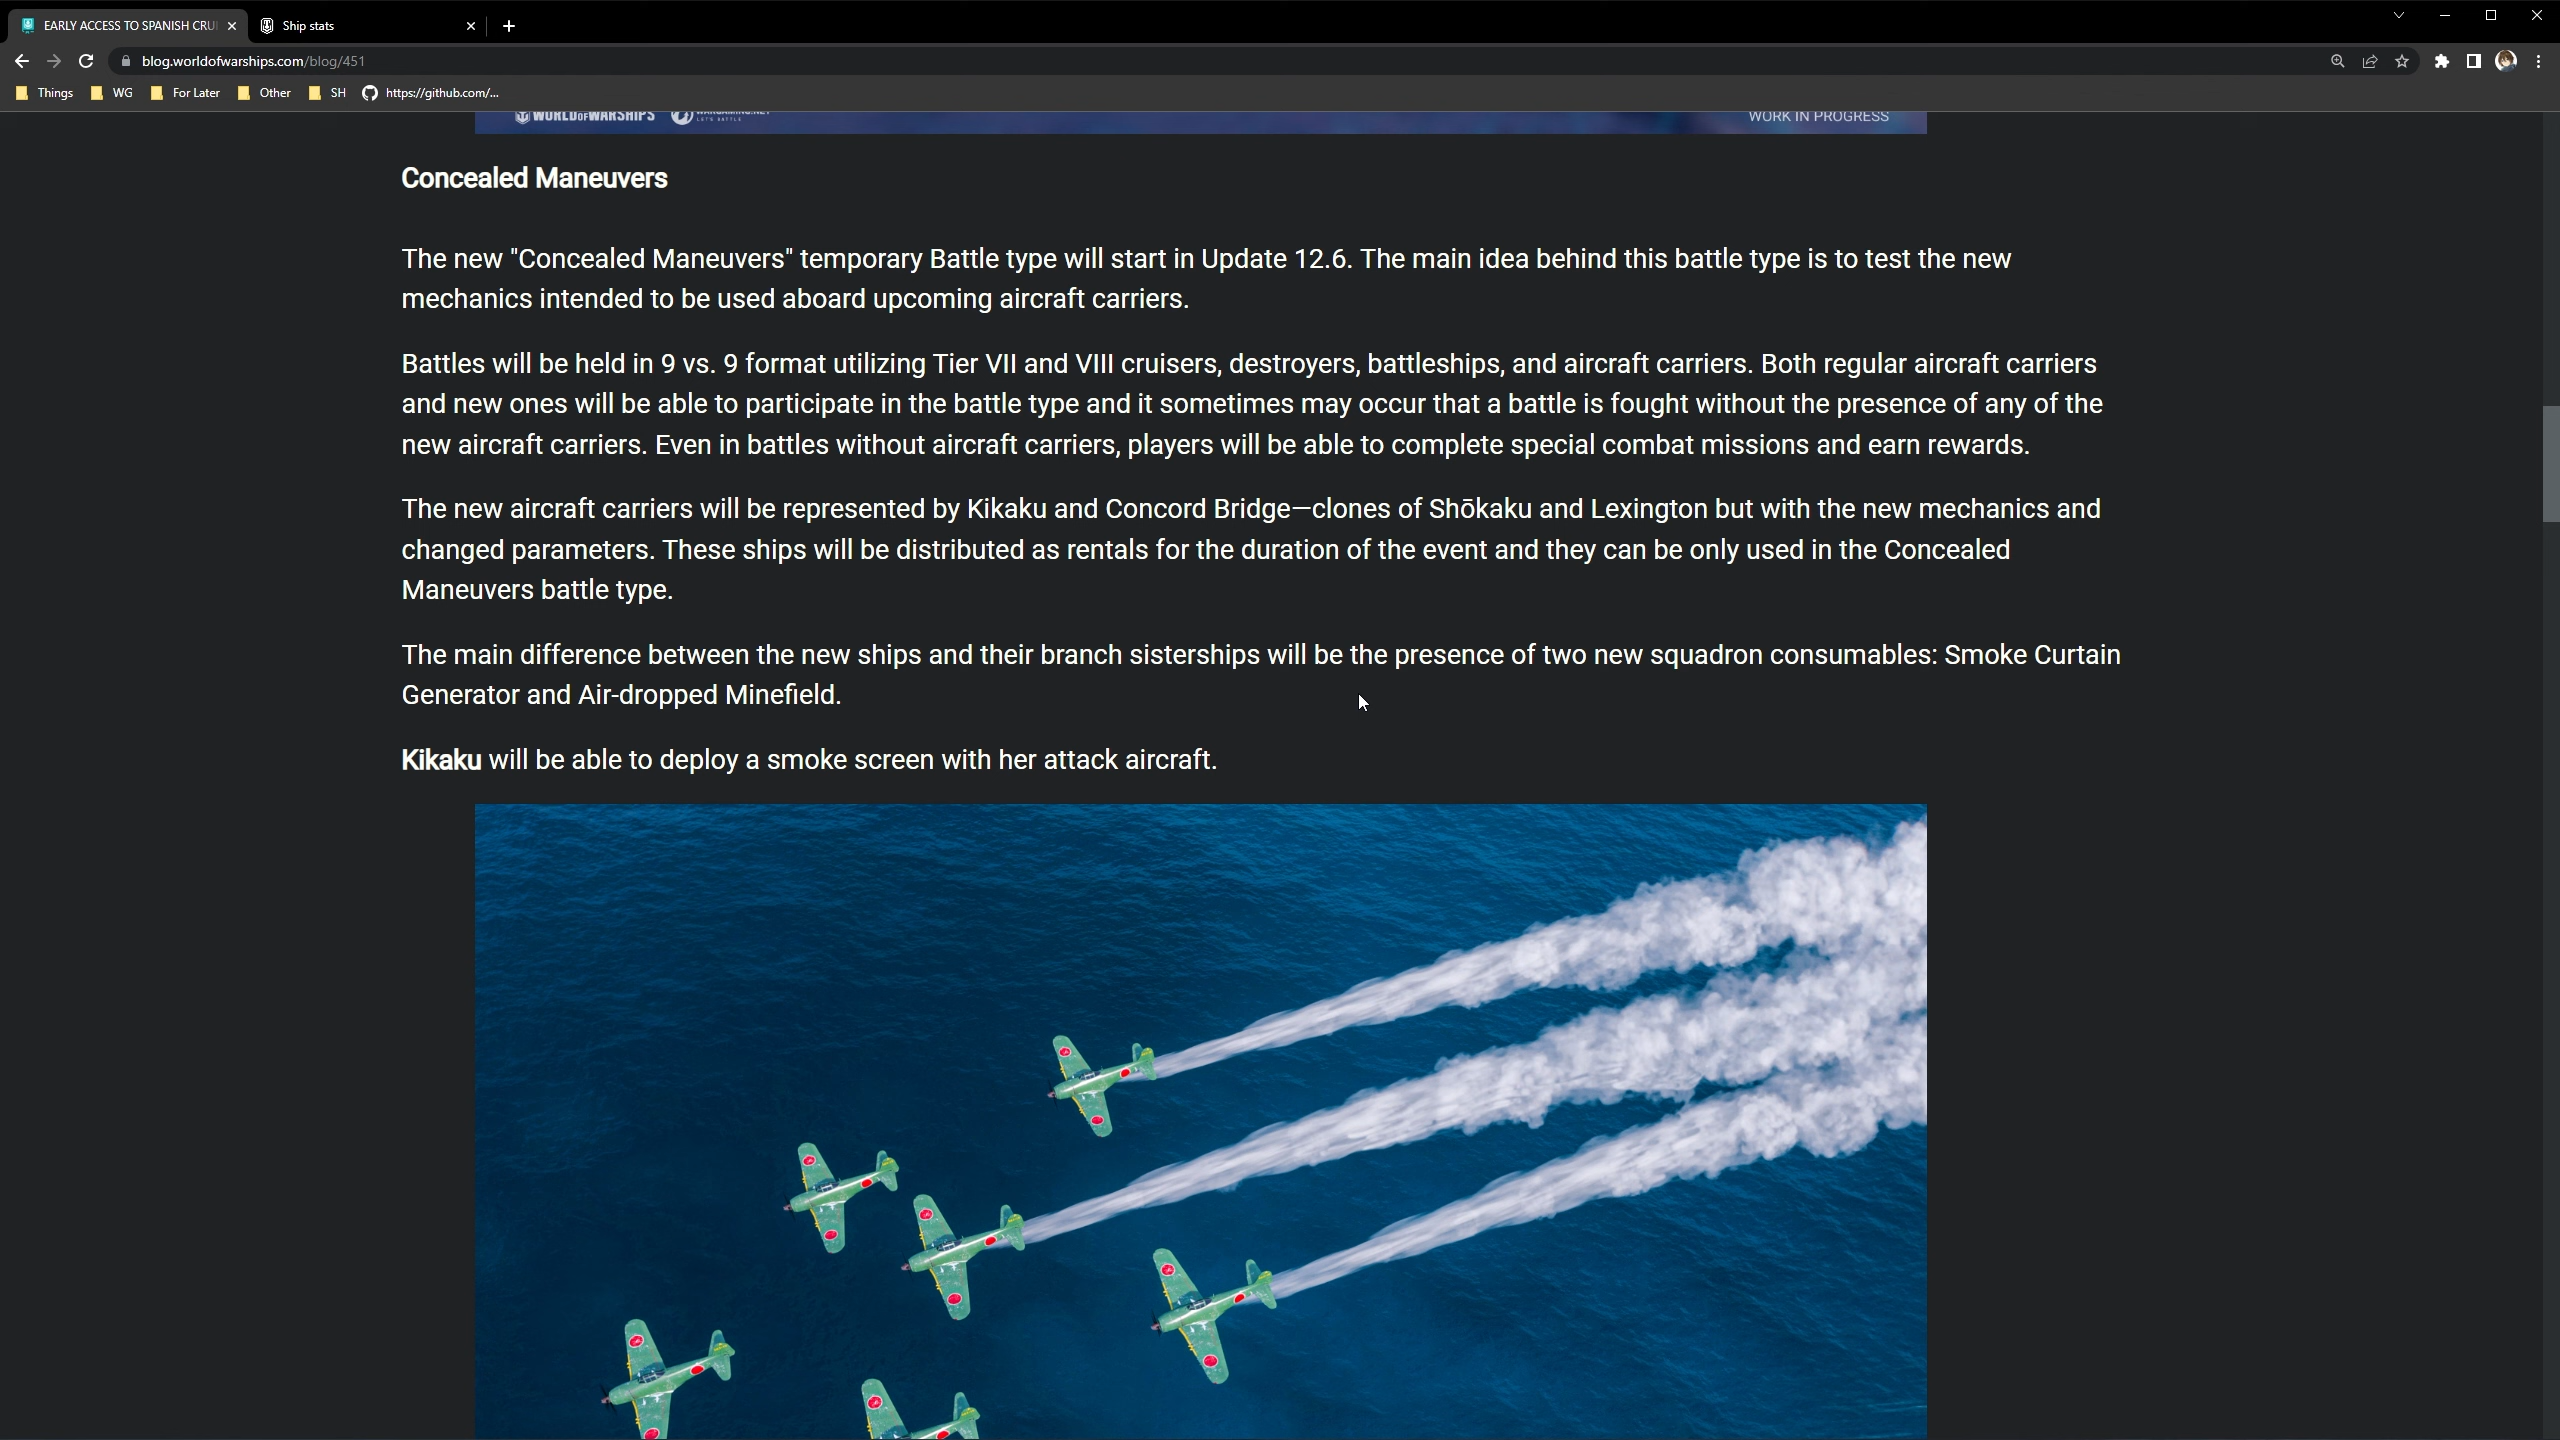 EARLY ACCESS TO SPANISH CRUI
Ship stats
blog.worldofwarships.com/blog/451
Things
WG
For Later
Other
SH
https://github.com/...
WORLD OF WARSHIPS
WARGAMING.NET
LET'S BATTLE
WORK IN PROGRESS
Concealed Maneuvers
The new "Concealed Maneuvers" temporary Battle type will start in Update 12.6. The main idea behind this battle type is to test the new
mechanics intended to be used aboard upcoming aircraft carriers.
Battles will be held in 9 vs. 9 format utilizing Tier VII and VIII cruisers, destroyers, battleships, and aircraft carriers. Both regular aircraft carriers
and new ones will be able to participate in the battle type and it sometimes may occur that a battle is fought without the presence of any of the
new aircraft carriers. Even in battles without aircraft carriers, players will be able to complete special combat missions and earn rewards.
The new aircraft carriers will be represented by Kikaku and Concord Bridge—clones of Shōkaku and Lexington but with the new mechanics and
changed parameters. These ships will be distributed as rentals for the duration of the event and they can be only used in the Concealed
Maneuvers battle type.
The main difference between the new ships and their branch sisterships will be the presence of two new squadron consumables: Smoke Curtain
Generator and Air-dropped Minefield.
Kikaku will be able to deploy a smoke screen with her attack aircraft.